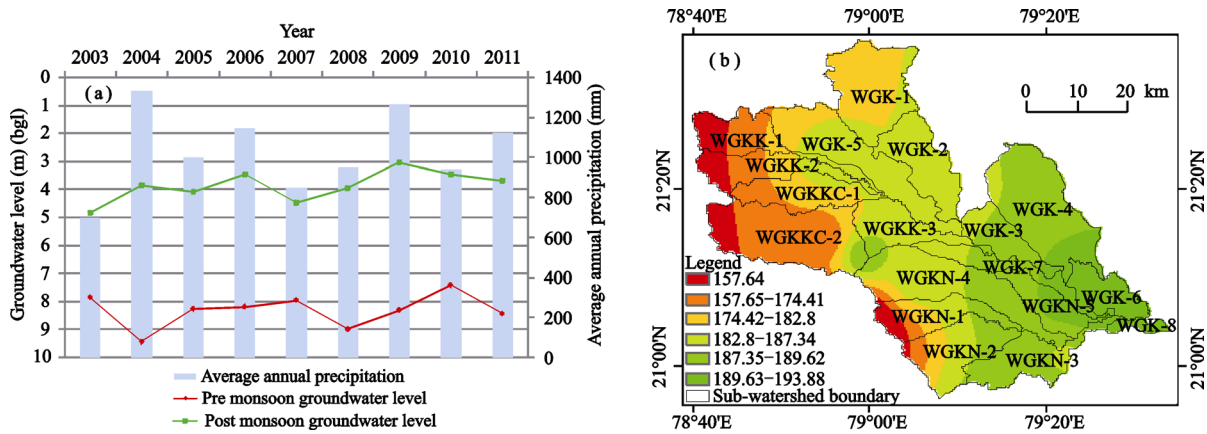 Year
2003 2004 2005 2006 2007 2008 2009 2010 2011
(a)
Groundwater level (m) (bgl)
0
1
2
3
4
5
6
7
8
9
10
Average annual precipitation (mm)
1400
1200
1000
800
600
400
200
0
Average annual precipitation
Pre monsoon groundwater level
Post monsoon groundwater level
78°40′E 79°00′E 79°20′E
(b)
0 10 20 km
21°20′N
21°00′N
21°20′N
21°00′N
WGK-1
WGKK-1
WGK-5
WGK-2
WGKK-2
WGKKC-1
WGK-4
WGKK-3
WGK-3
WGKKC-2
WGK-7
WGKN-4
WGK-6
WGKN-5
WGKN-1
WGK-8
WGKN-2
WGKN-3
Legend
157.64
157.65−174.41
174.42−182.8
182.8−187.34
187.35−189.62
189.63−193.88
Sub-watershed boundary
78°40′E 79°00′E 79°20′E